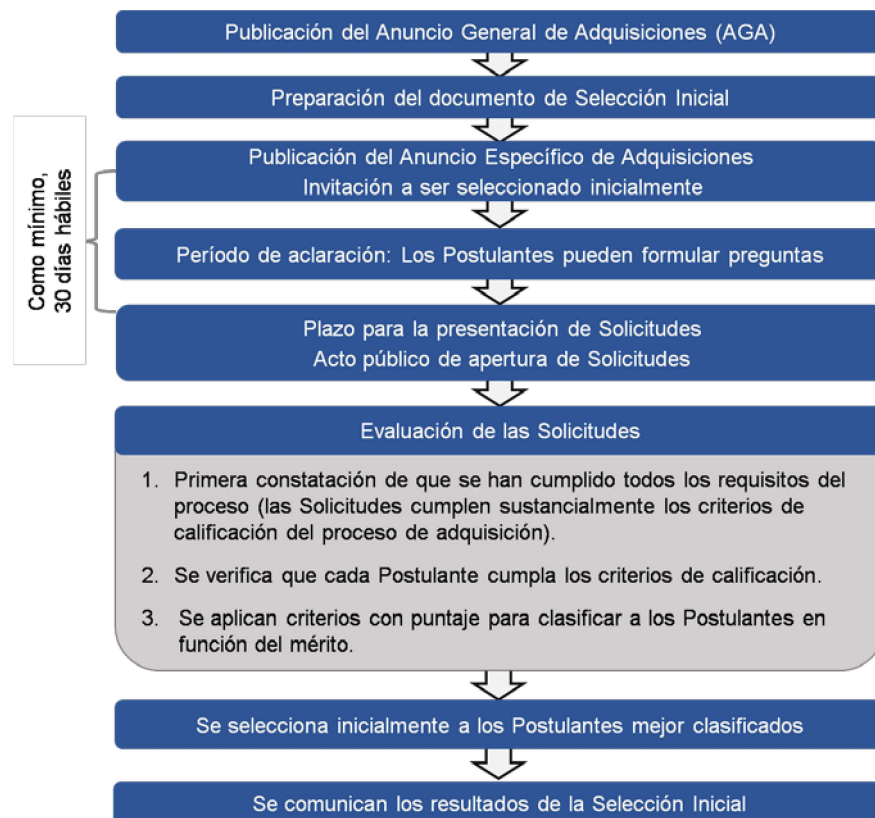 Publicación del Anuncio General de Adquisiciones (AGA)
Preparación del documento de Selección Inicial
Como mínimo,
30 días hábiles
Publicación del Anuncio Específico de Adquisiciones
Invitación a ser seleccionado inicialmente
Período de aclaración: Los Postulantes pueden formular preguntas
Plazo para la presentación de Solicitudes
Acto público de apertura de Solicitudes
Evaluación de las Solicitudes
1. Primera constatación de que se han cumplido todos los requisitos del
proceso (las Solicitudes cumplen sustancialmente los criterios de
calificación del proceso de adquisición).
2. Se verifica que cada Postulante cumpla los criterios de calificación.
3. Se aplican criterios con puntaje para clasificar a los Postulantes en
función del mérito.
Se selecciona inicialmente a los Postulantes mejor clasificados
Se comunican los resultados de la Selección Inicial